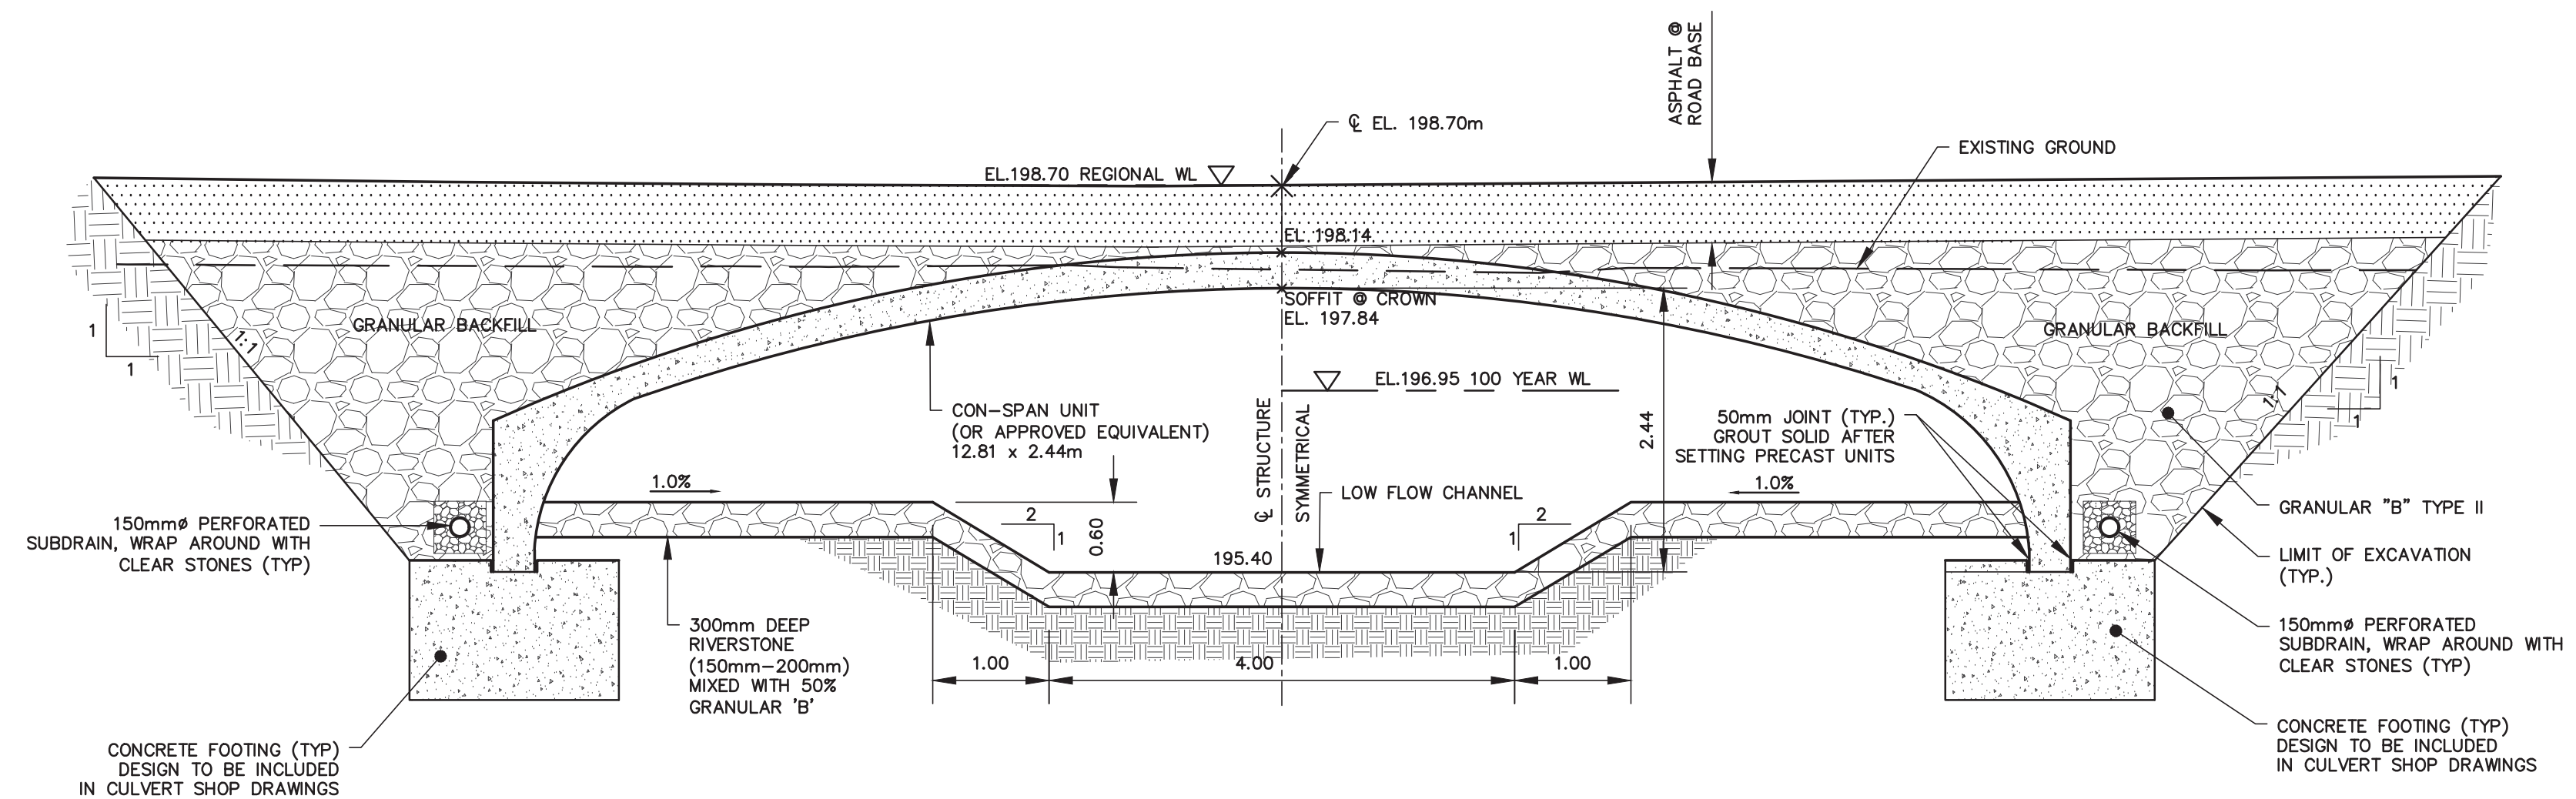 ASPHALT @
ROAD BASE
℄ EL. 198.70m
EXISTING GROUND
EL.198.70 REGIONAL WL
EL. 198.14
SOFFIT @ CROWN
EL. 197.84
GRANULAR BACKFILL
GRANULAR BACKFILL
1
1
1:1
1:1
1
1
EL.196.95 100 YEAR WL
CON-SPAN UNIT
(OR APPROVED EQUIVALENT)
12.81 x 2.44m
℄ STRUCTURE
SYMMETRICAL
2.44
50mm JOINT (TYP.)
GROUT SOLID AFTER
SETTING PRECAST UNITS
1.0%
1.0%
LOW FLOW CHANNEL
GRANULAR "B" TYPE II
150mmø PERFORATED
SUBDRAIN, WRAP AROUND WITH
CLEAR STONES (TYP)
2
1
0.60
2
1
195.40
LIMIT OF EXCAVATION
(TYP.)
300mm DEEP
RIVERSTONE
(150mm-200mm)
MIXED WITH 50%
GRANULAR 'B'
1.00
4.00
1.00
150mmø PERFORATED
SUBDRAIN, WRAP AROUND WITH
CLEAR STONES (TYP)
CONCRETE FOOTING (TYP)
DESIGN TO BE INCLUDED
IN CULVERT SHOP DRAWINGS
CONCRETE FOOTING (TYP)
DESIGN TO BE INCLUDED
IN CULVERT SHOP DRAWINGS